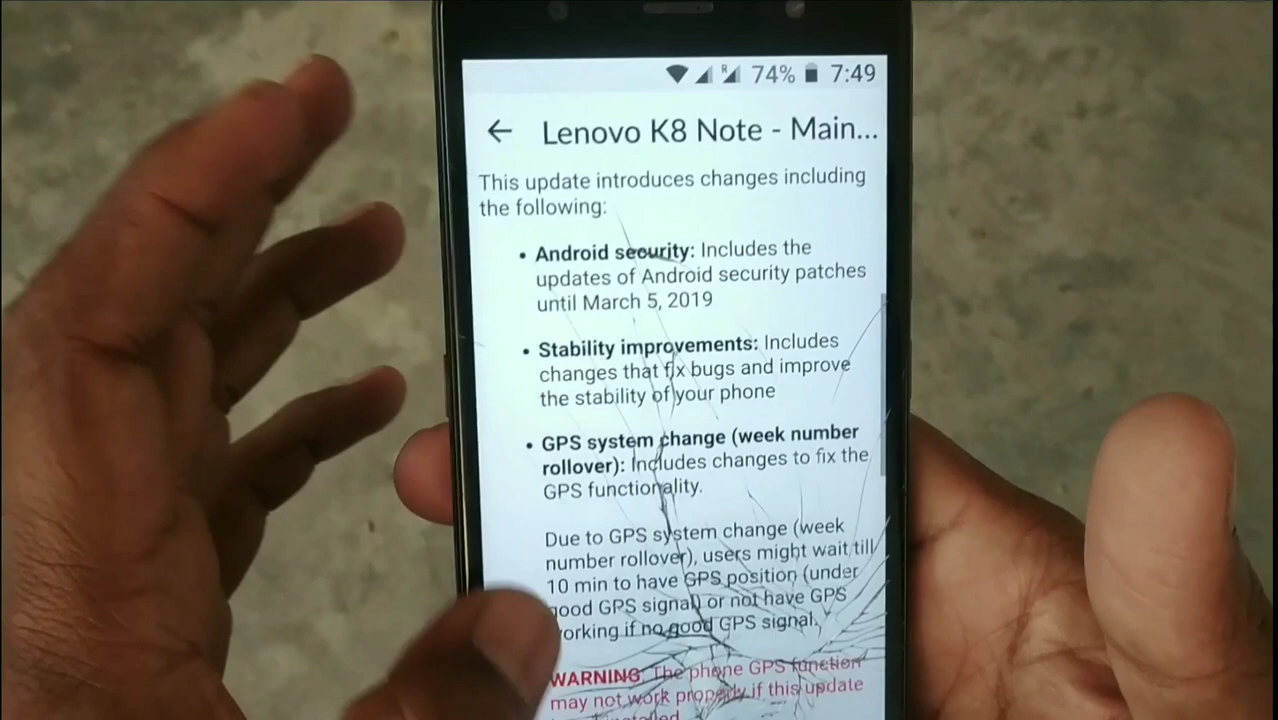 R 74% 7:49
Lenovo K8 Note - Main...
This update introduces changes including
the following:
• Android security: Includes the
updates of Android security patches
until March 5, 2019
• Stability improvements: Includes
changes that fix bugs and improve
the stability of your phone
• GPS system change (week number
rollover): Includes changes to fix the
GPS functionality.
Due to GPS system change (week
number rollover), users might wait till
10 min to have GPS position (under
good GPS signal) or not have GPS
working if no good GPS signal.
WARNING: The phone GPS function
may not work properly if this update